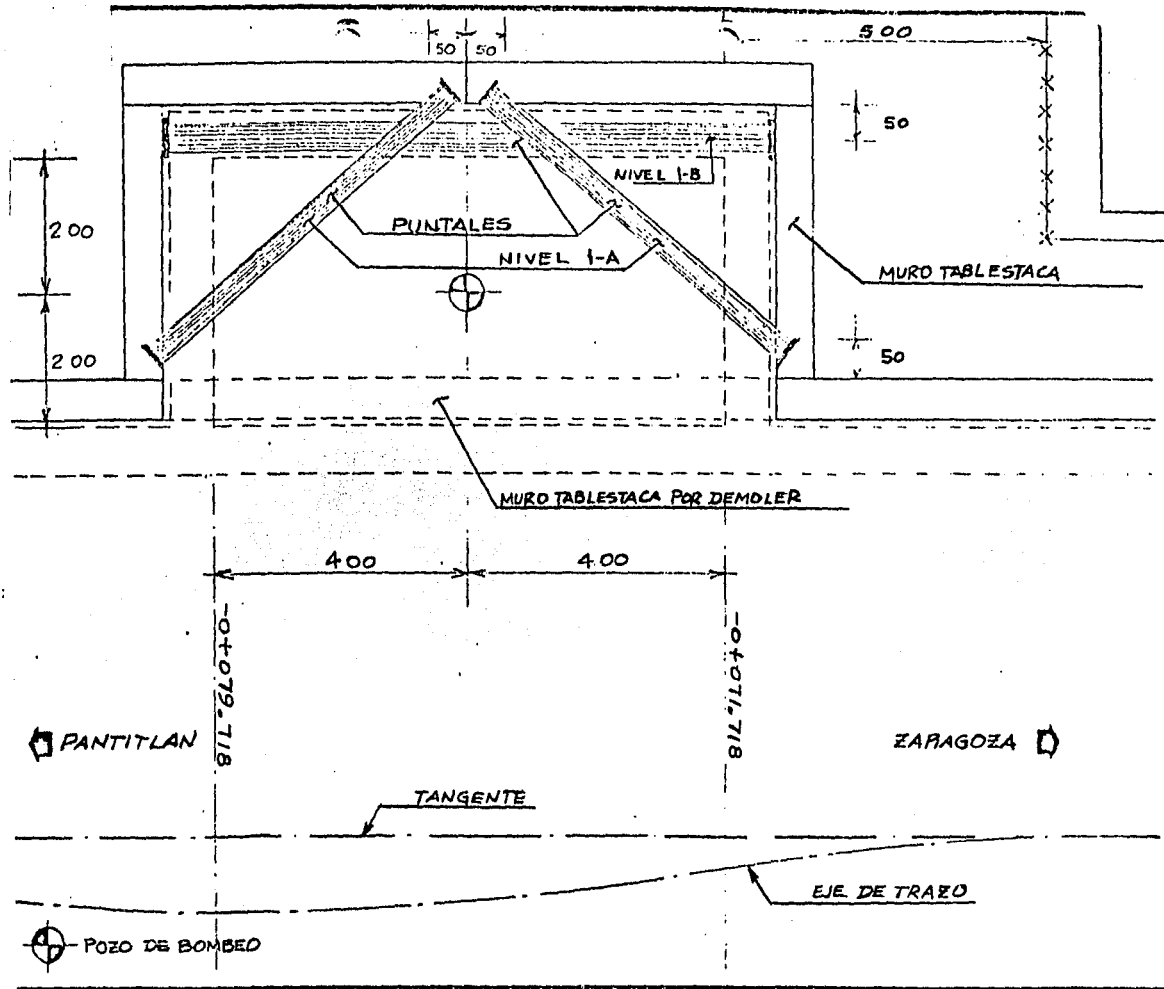 50 50
500
50
NIVEL 1-B
200
PUNTALES
NIVEL 1-A
MURO TABLESTACA
200
50
MURO TABLESTACA POR DEMOLER
400 400
-0+079.718
-0+071.718
PANTITLAN
ZARAGOZA
TANGENTE
EJE DE TRAZO
POZO DE BOMBEO